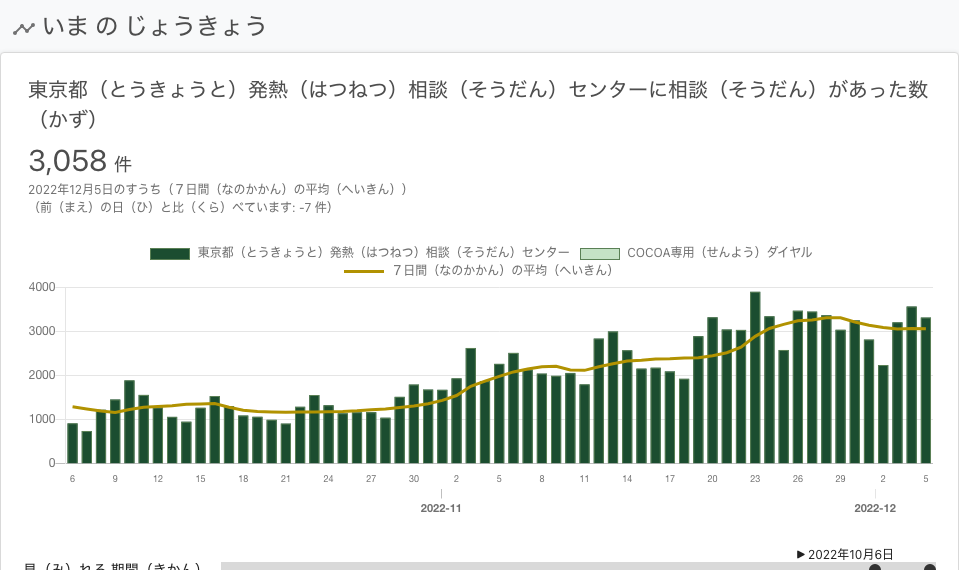 いま の じょうきょう
東京都（とうきょうと）発熱（はつねつ）相談（そうだん）センターに相談（そうだん）があった数
（かず）
3,058 件
2022年12月5日のすうち（７日間（なのかかん）の平均（へいきん））
（前（まえ）の日（ひ）と比（くら）べています: -7 件）
東京都（とうきょうと）発熱（はつねつ）相談（そうだん）センター COCOA専用（せんよう）ダイヤル
７日間（なのかかん）の平均（へいきん）
4000
3000
2000
1000
0
6 9 12 15 18 21 24 27 30 2 5 8 11 14 17 20 23 26 29 2 5
2022-11 2022-12
▶ 2022年10月6日
見（み）れる 期間（きかん）